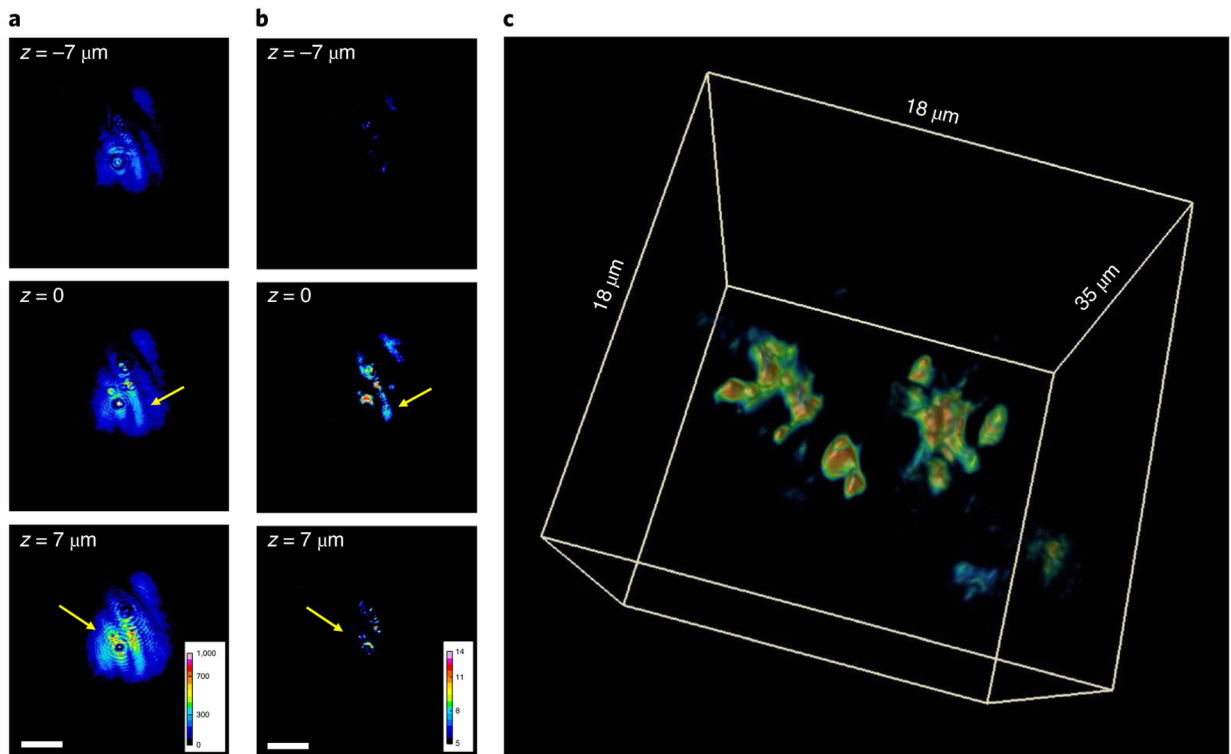 a
z = –7 μm
z = 0
z = 7 μm
1,000
700
300
0
b
z = –7 μm
z = 0
z = 7 μm
14
11
8
5
c
18 μm
18 μm
35 μm